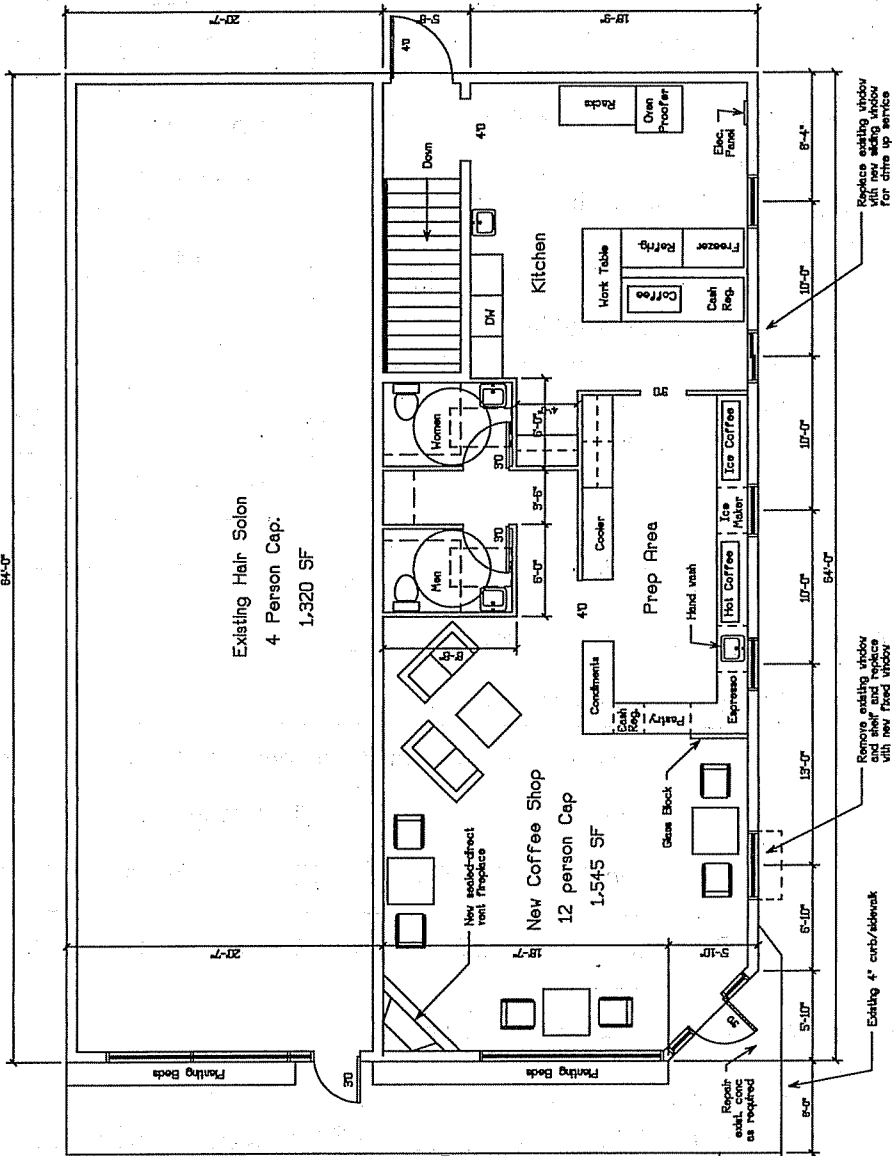 64'-0"
20'-7"
5'-8"
18'-9"
4'0
Existing Hair Solon
4 Person Cap.
1,320 SF
Down
4'0
Racks
Oven
Proofer
Elec.
Panel
Kitchen
DW
Work Table
Refrig.
Freezer
Coffee
Cash
Reg.
Women
Men
3'0
3'0
6'-0"
3'-6"
6'-0"
8'-8"
3'0
Cooler
4'0
Prep Area
Ice Coffee
Ice
Maker
Hot Coffee
Hand wash
Espresso
Condiments
Cash
Reg.
Pastry
Glass Block
New Coffee Shop
12 person Cap
1,545 SF
New sealed-direct
vent fireplace
20'-7"
18'-7"
5'-10"
3'0
3'0
Planting Beds
Planting Beds
8'-4"
10'-0"
10'-0"
10'-0"
13'-0"
6'-10"
5'-10"
6'-0"
64'-0"
Replace existing window
with new sliding window
for drive up service
Remove existing window
and shelf and replace
with new fixed window
Existing 4" curb/sidewalk
Repair
exist. conc
as required